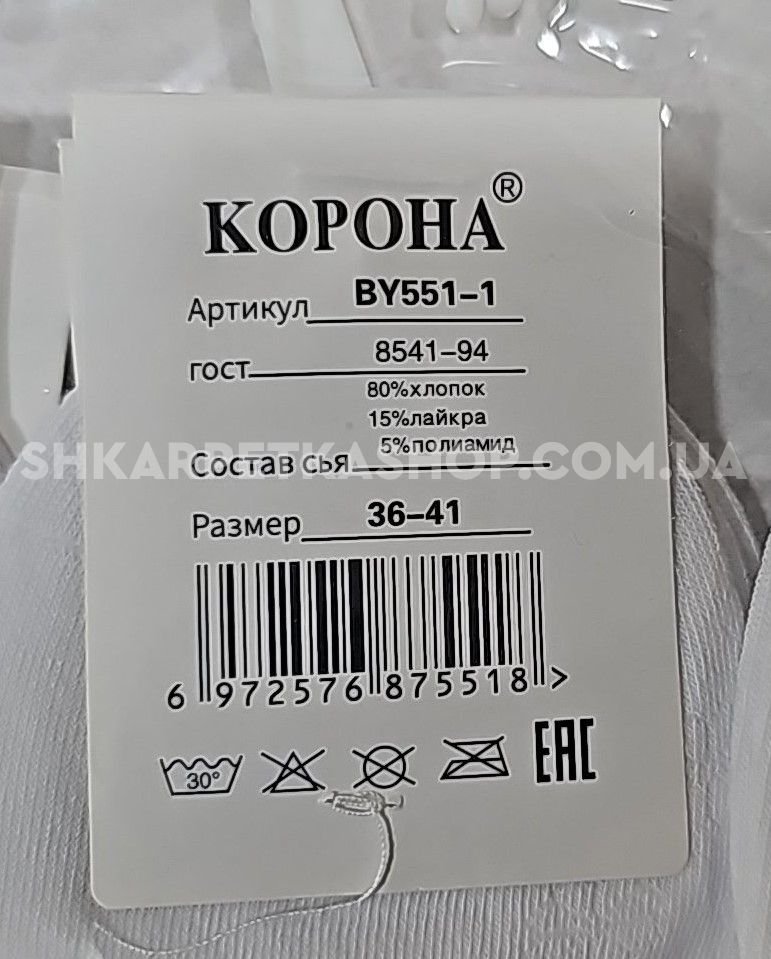 КОРОНА®
Артикул BY551-1
гост 8541-94
80%хлопок
15%лайкра
5%полиамид
Состав сья
SHKARPETKASHOP.COM.UA
Размер 36-41
6 972576 875518 >
30°
EAC